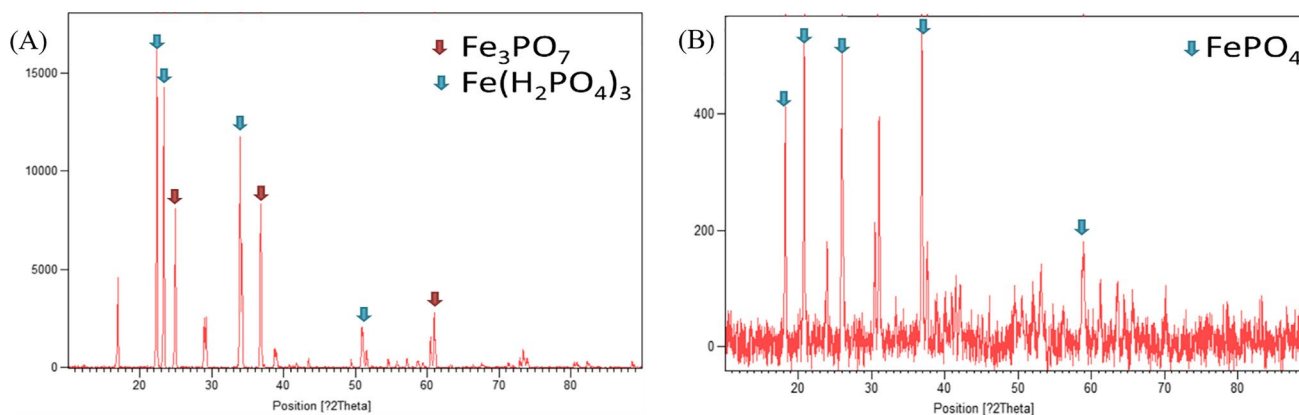 (A)
Fe₃PO₇
Fe(H₂PO₄)₃
15000
10000
5000
0
20 30 40 50 60 70 80
Position [?2Theta]
(B)
FePO₄
400
200
0
20 30 40 50 60 70 80
Position [?2Theta]